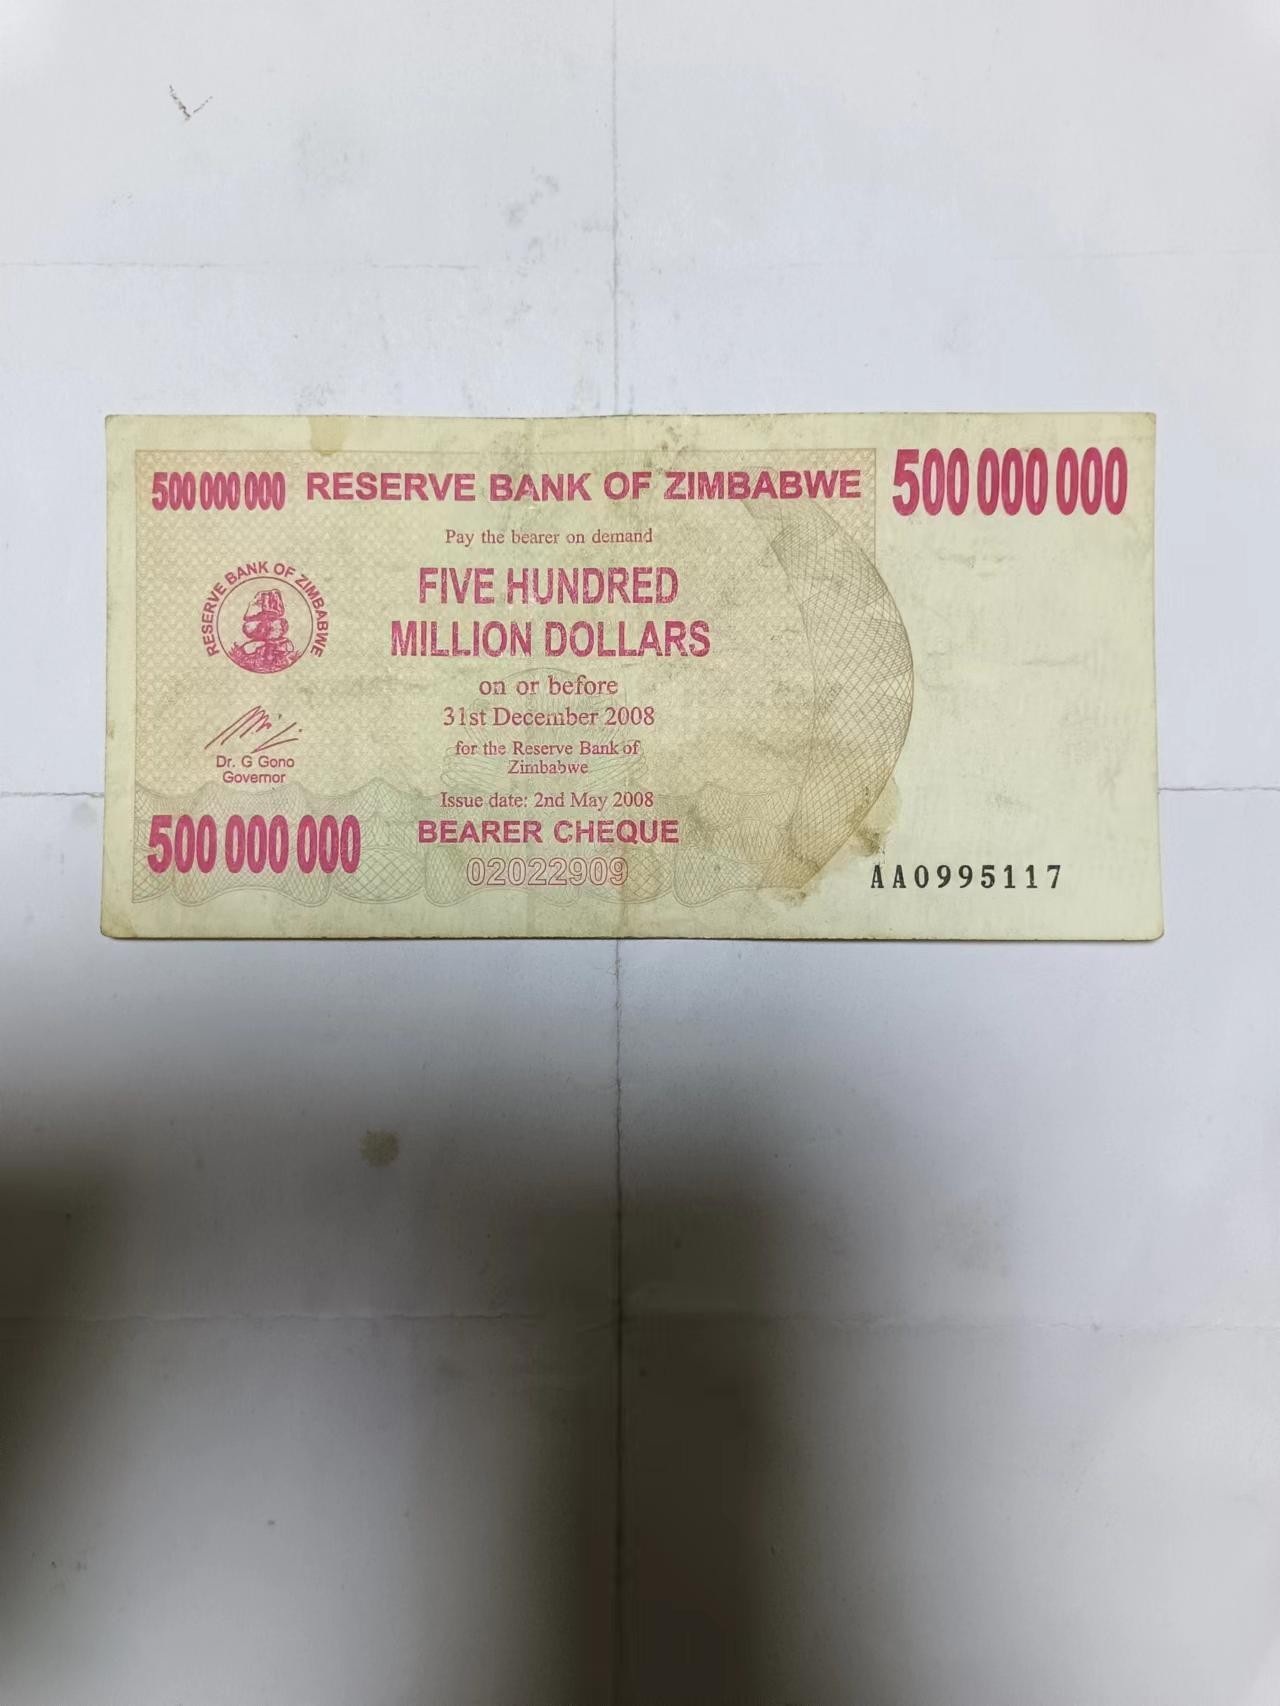 500 000 000 RESERVE BANK OF ZIMBABWE 500 000 000
Pay the bearer on demand
FIVE HUNDRED
MILLION DOLLARS
RESERVE BANK OF ZIMBABWE
on or before
31st December 2008
for the Reserve Bank of
Zimbabwe
Dr. G Gono
Governor
Issue date: 2nd May 2008
500 000 000 BEARER CHEQUE
02022909
AA0995117